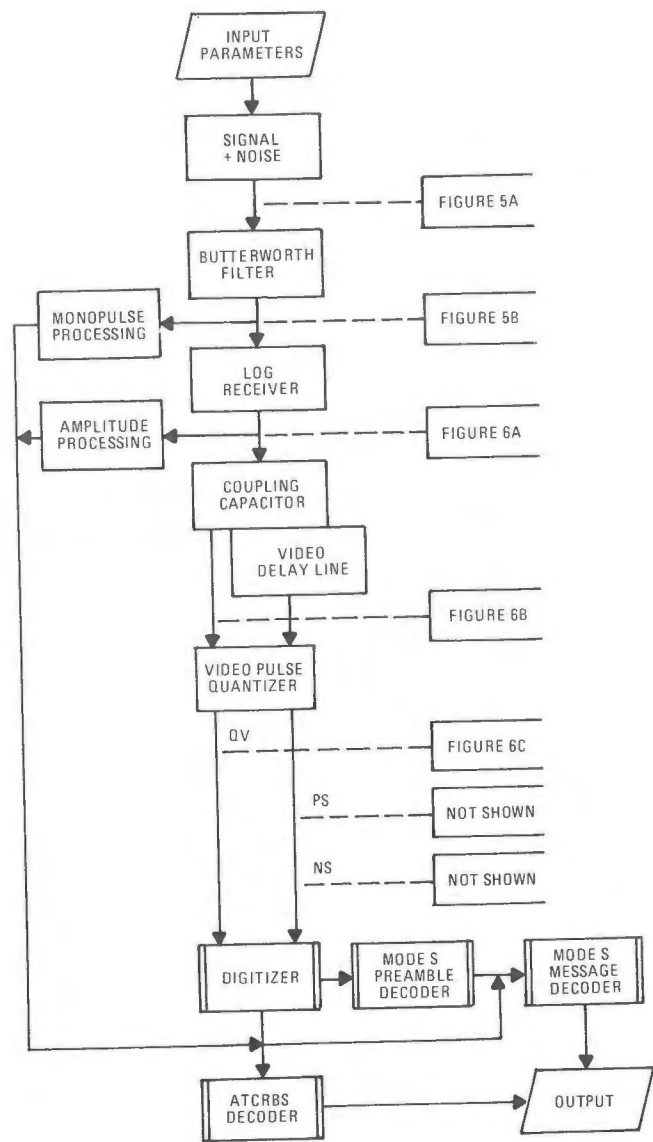 INPUT
PARAMETERS
SIGNAL
+ NOISE
FIGURE 5A
BUTTERWORTH
FILTER
MONOPULSE
PROCESSING
FIGURE 5B
LOG
RECEIVER
AMPLITUDE
PROCESSING
FIGURE 6A
COUPLING
CAPACITOR
VIDEO
DELAY LINE
FIGURE 6B
VIDEO PULSE
QUANTIZER
QV
FIGURE 6C
PS
NOT SHOWN
NS
NOT SHOWN
DIGITIZER
MODE S
PREAMBLE
DECODER
MODE S
MESSAGE
DECODER
ATCRBS
DECODER
OUTPUT